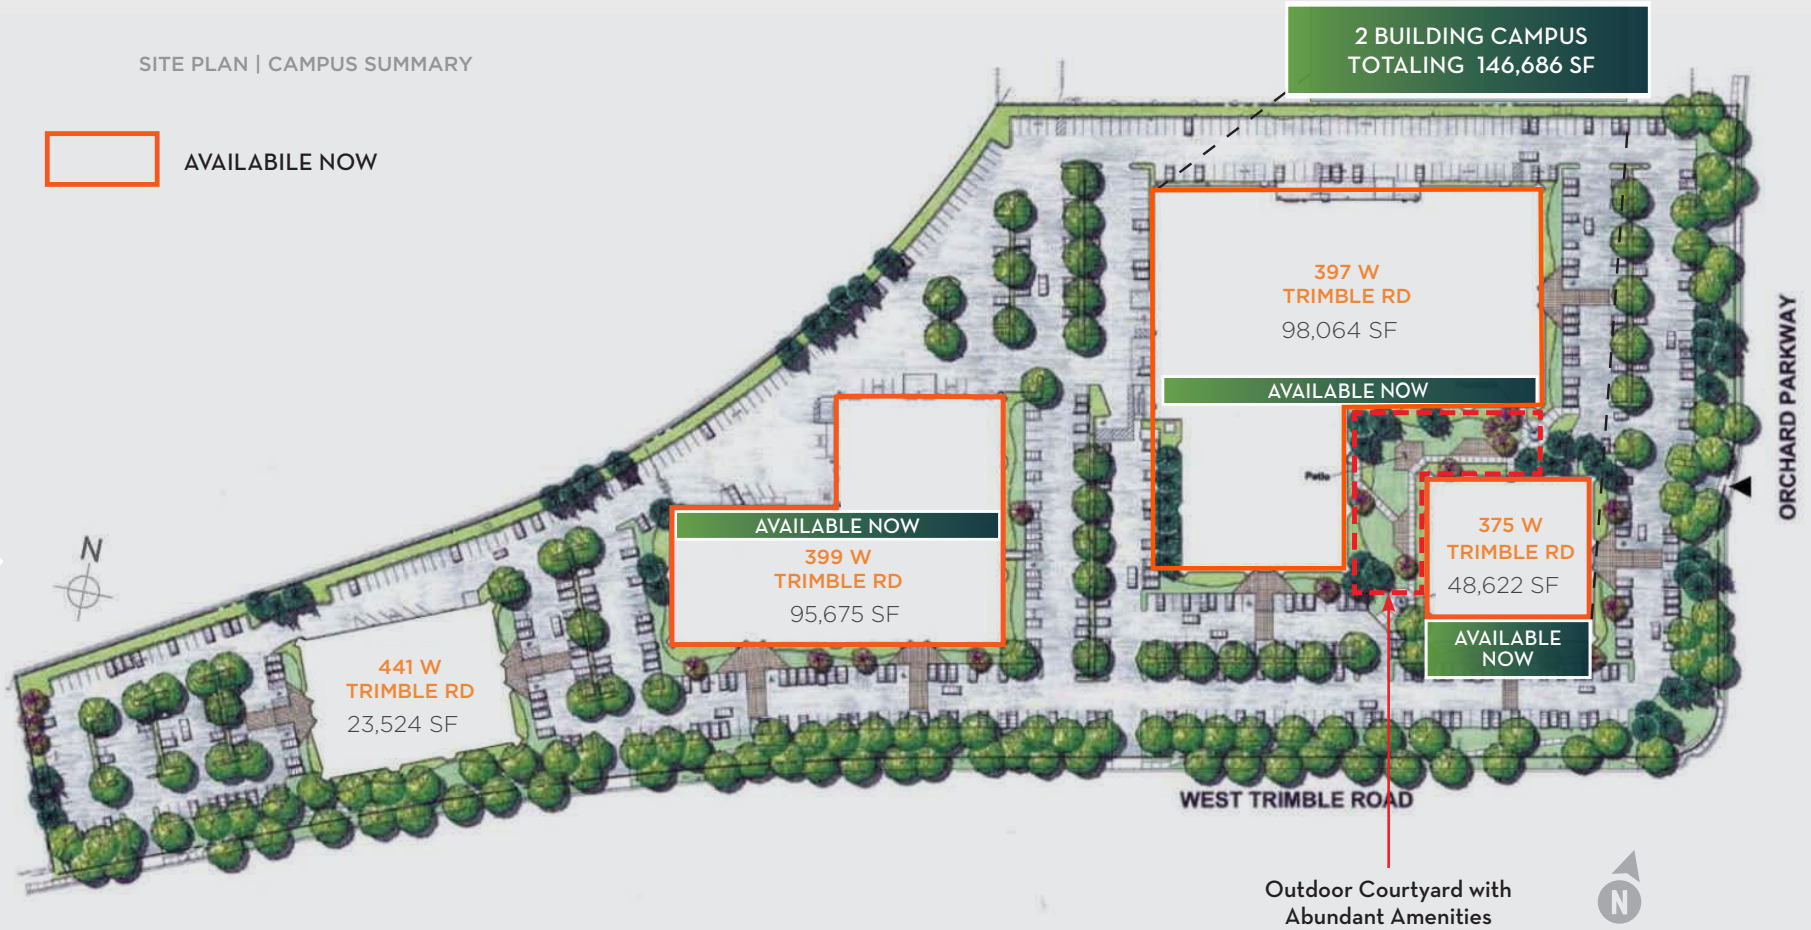 SITE PLAN | CAMPUS SUMMARY
AVAILABILE NOW
2 BUILDING CAMPUS
TOTALING 146,686 SF
397 W
TRIMBLE RD
98,064 SF
AVAILABLE NOW
Patio
375 W
TRIMBLE RD
48,622 SF
AVAILABLE
NOW
AVAILABLE NOW
399 W
TRIMBLE RD
95,675 SF
441 W
TRIMBLE RD
23,524 SF
N
ORCHARD PARKWAY
WEST TRIMBLE ROAD
Outdoor Courtyard with
Abundant Amenities
N